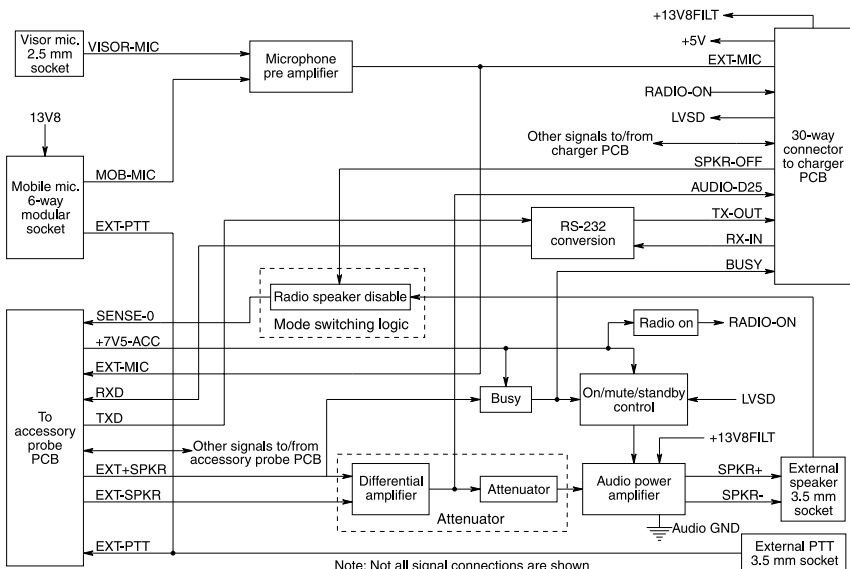 Visor mic.
2.5 mm
socket
VISOR-MIC
Microphone
pre amplifier
+13V8FILT
+5V
EXT-MIC
RADIO-ON
LVSD
Other signals to/from
charger PCB
SPKR-OFF
AUDIO-D25
TX-OUT
RX-IN
BUSY
30-way
connector
to charger
PCB
13V8
Mobile mic.
6-way
modular
socket
MOB-MIC
EXT-PTT
RS-232
conversion
Radio speaker disable
Mode switching logic
To
accessory
probe
PCB
SENSE-0
+7V5-ACC
EXT-MIC
RXD
TXD
Other signals to/from
accessory probe PCB
EXT+SPKR
EXT-SPKR
EXT-PTT
Radio on
RADIO-ON
Busy
On/mute/standby
control
LVSD
+13V8FILT
Differential
amplifier
Attenuator
Attenuator
Audio power
amplifier
SPKR+
SPKR-
External
speaker
3.5 mm
socket
Audio GND
External PTT
3.5 mm socket
Note: Not all signal connections are shown